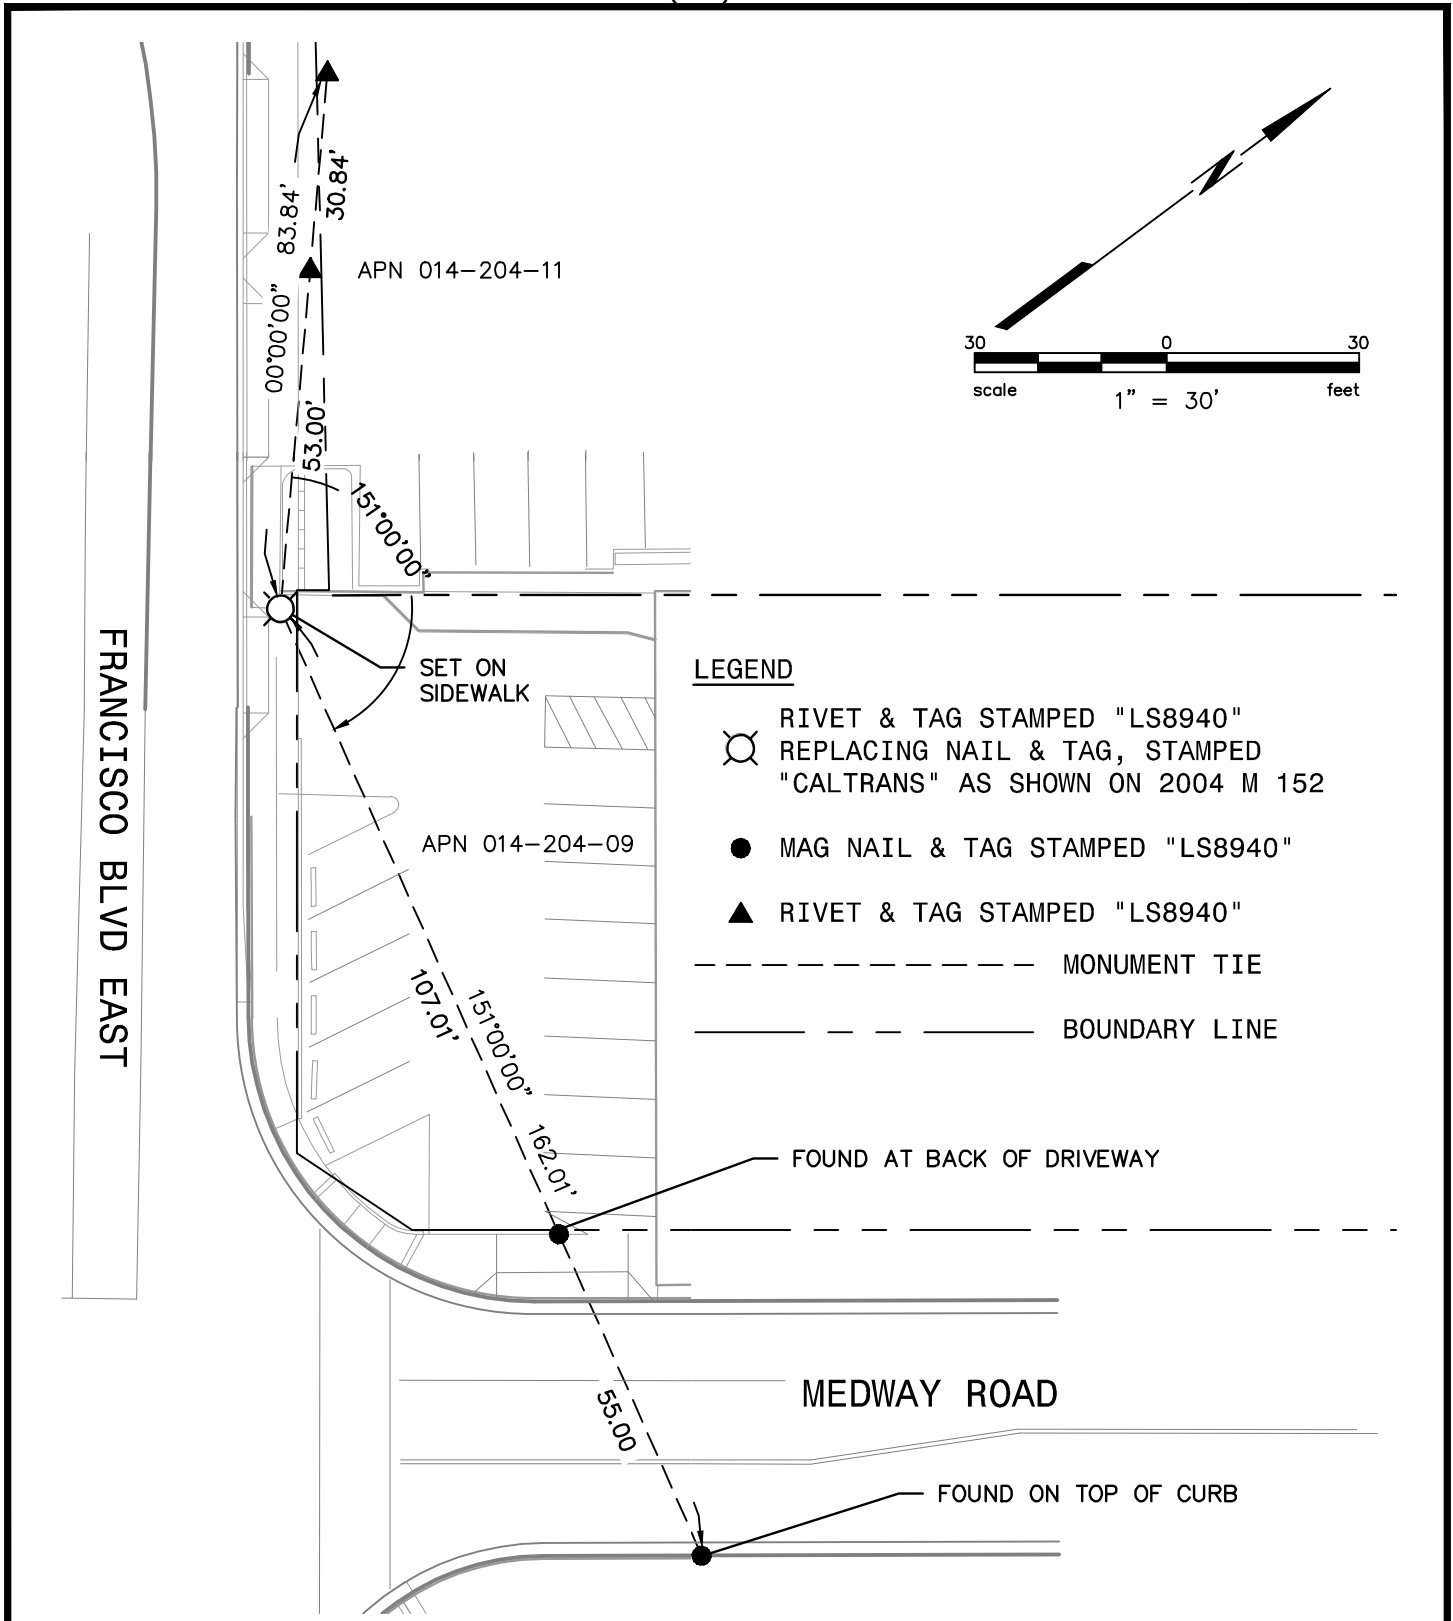 30.84'
83.84'
APN 014-204-11
00°00'00"
53.00'
151°00'00"
N
30 0 30
scale feet
1" = 30'
SET ON
SIDEWALK
FRANCISCO BLVD EAST
LEGEND
RIVET & TAG STAMPED "LS8940"
REPLACING NAIL & TAG, STAMPED
"CALTRANS" AS SHOWN ON 2004 M 152
MAG NAIL & TAG STAMPED "LS8940"
RIVET & TAG STAMPED "LS8940"
MONUMENT TIE
BOUNDARY LINE
APN 014-204-09
107.01'
151°00'00"
162.01'
FOUND AT BACK OF DRIVEWAY
55.00
MEDWAY ROAD
FOUND ON TOP OF CURB